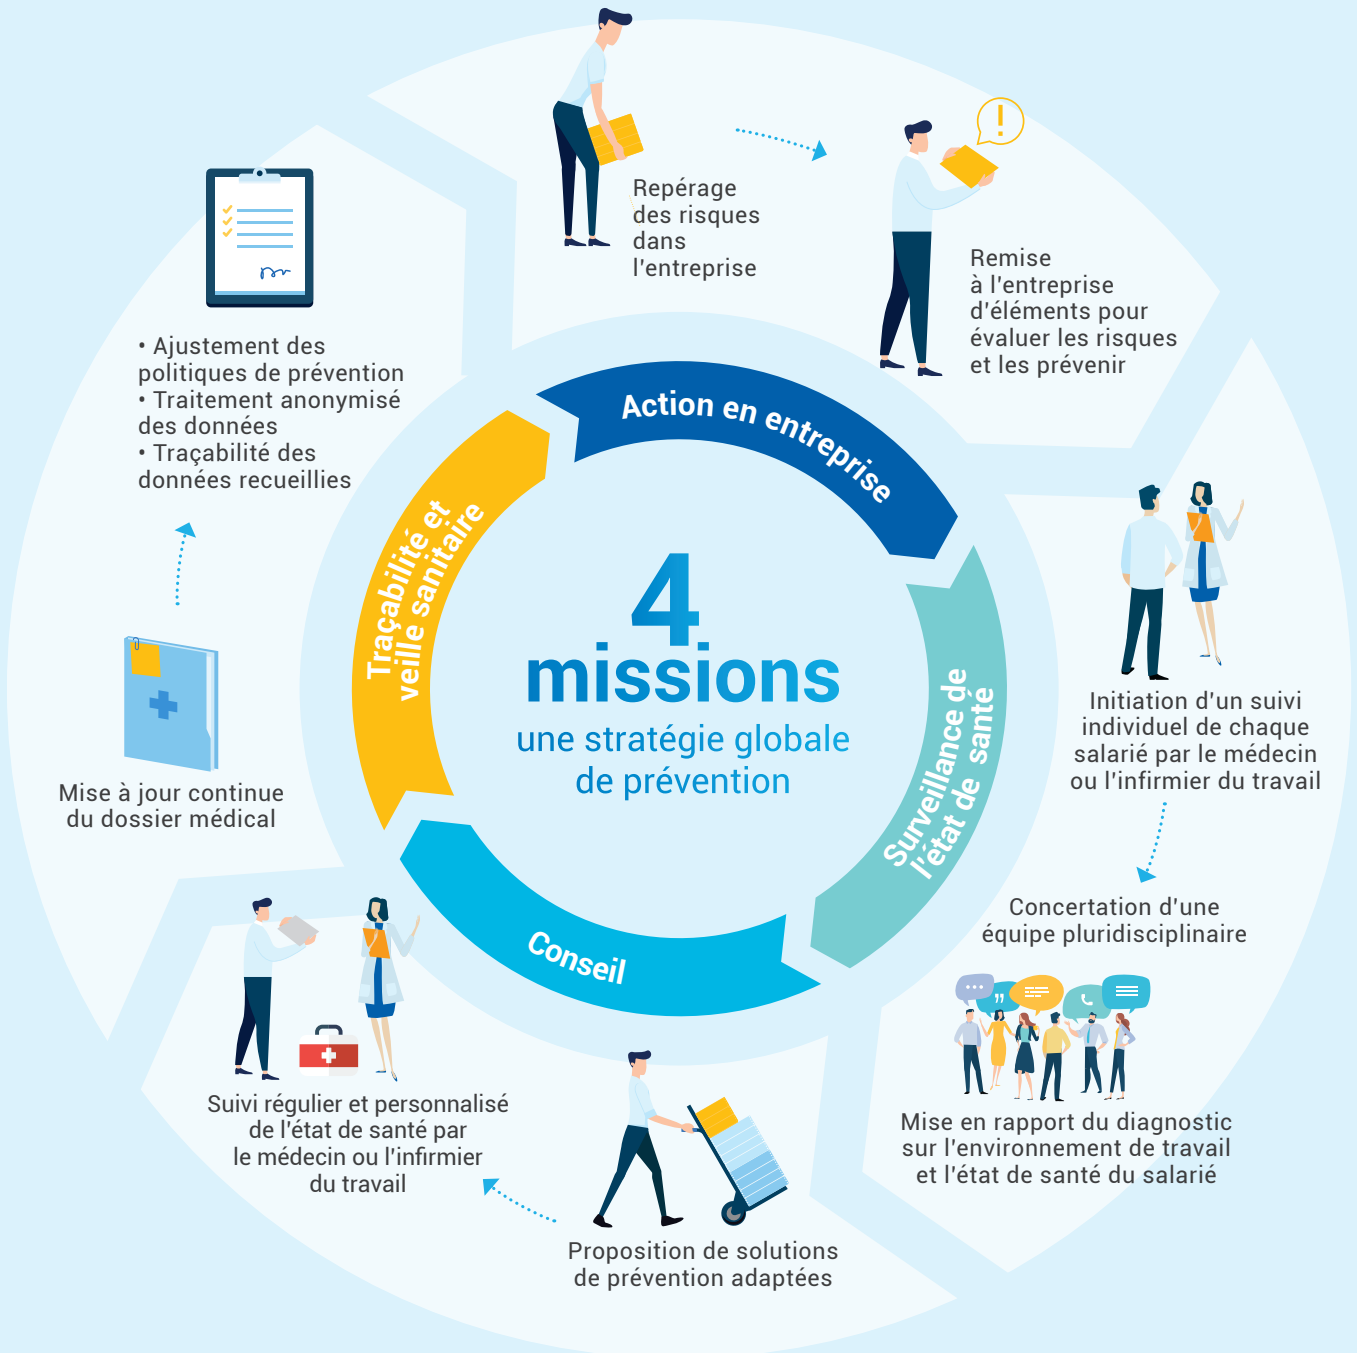 Repérage
des risques
dans
l'entreprise
Remise
à l'entreprise
d'éléments pour
évaluer les risques
et les prévenir
Action en entreprise
4
missions
une stratégie globale
de prévention
Surveillance de
l'état de santé
Initiation d'un suivi
individuel de chaque
salarié par le médecin
ou l'infirmier du travail
Concertation d'une
équipe pluridisciplinaire
Mise en rapport du diagnostic
sur l'environnement de travail
et l'état de santé du salarié
Conseil
Proposition de solutions
de prévention adaptées
Suivi régulier et personnalisé
de l'état de santé par
le médecin ou l'infirmier
du travail
Traçabilité et
veille sanitaire
Mise à jour continue
du dossier médical
• Ajustement des
politiques de prévention
• Traitement anonymisé
des données
• Traçabilité des
données recueillies